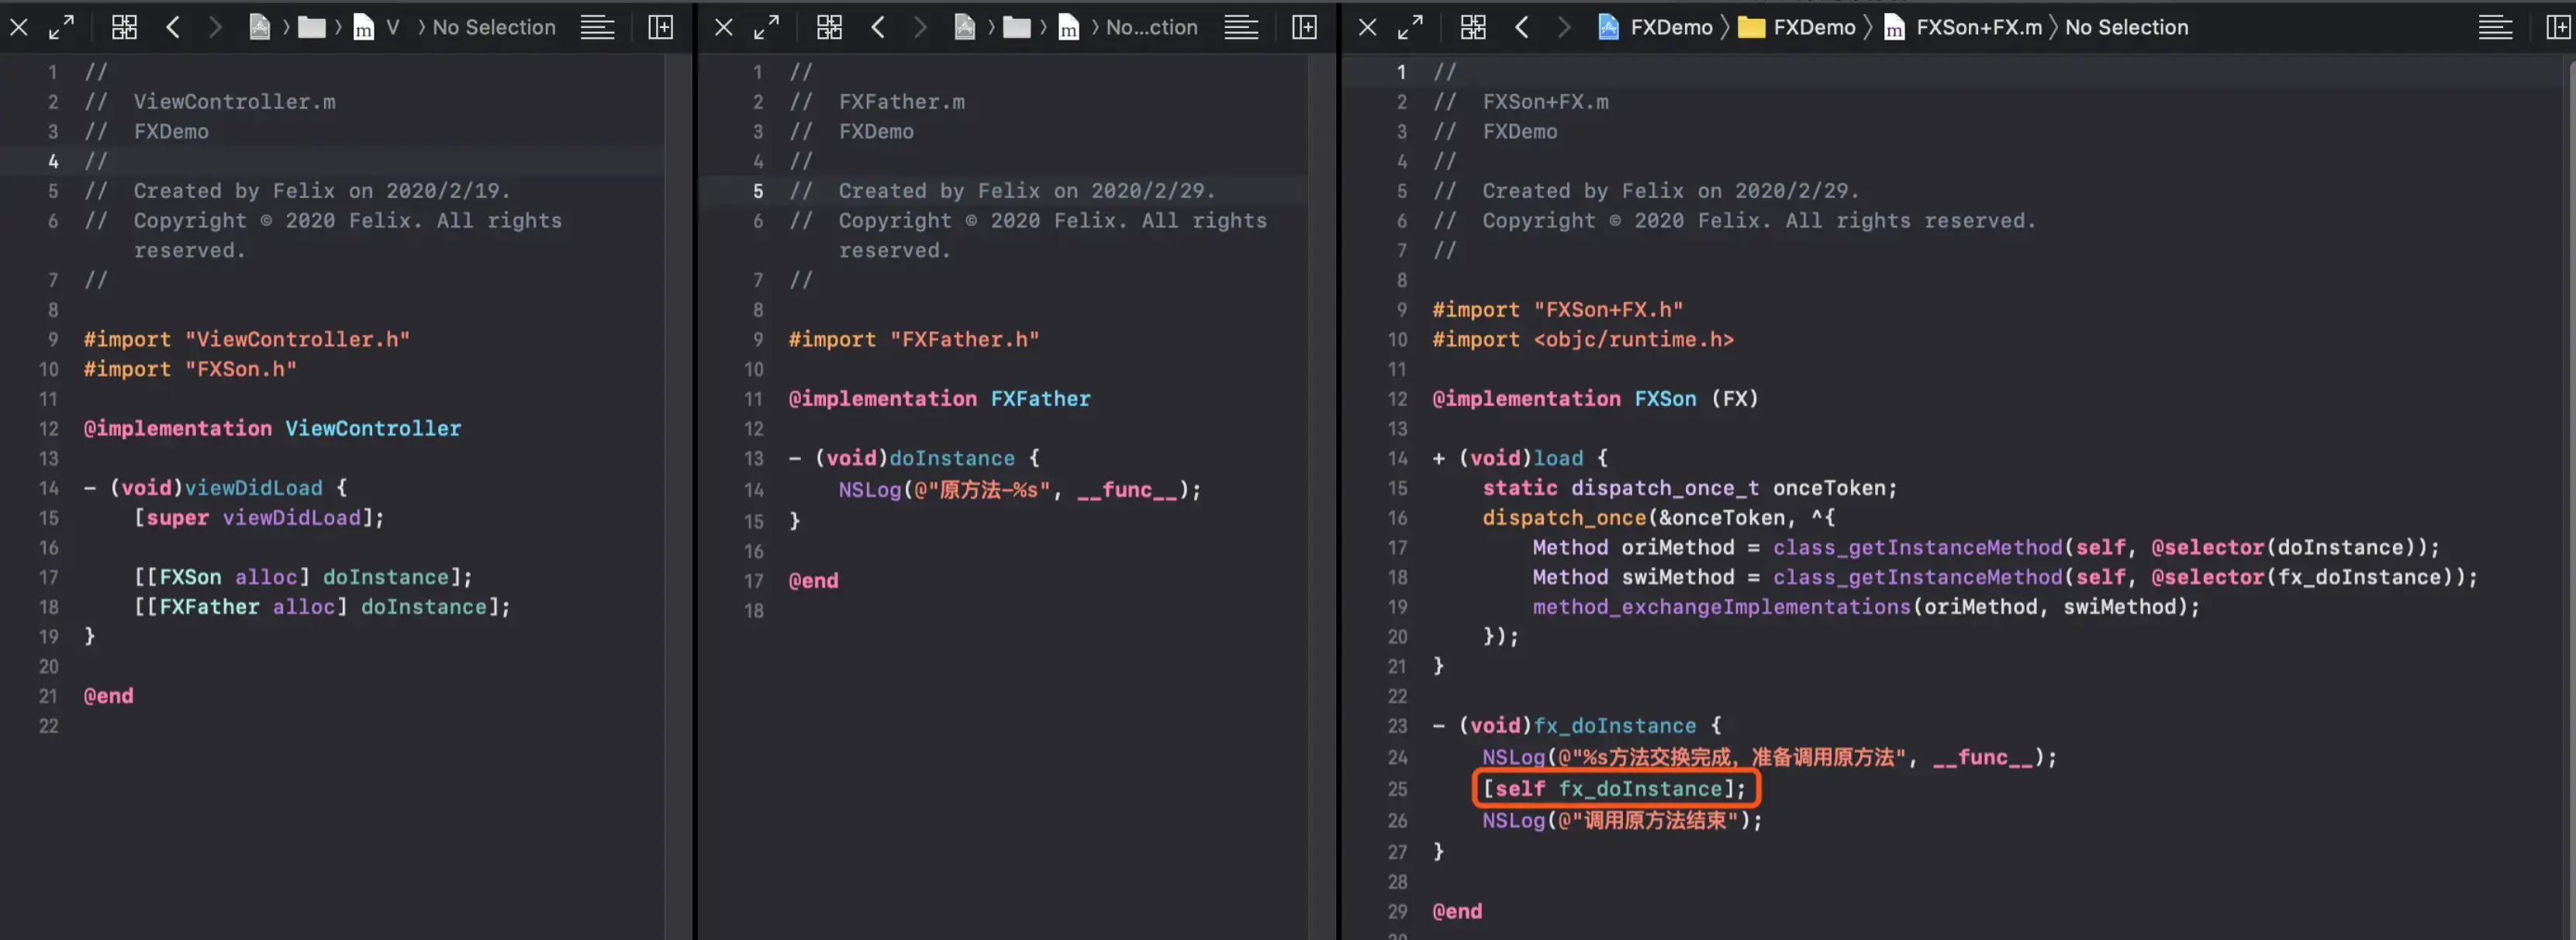 V No Selection
1 //
2 // ViewController.m
3 // FXDemo
4 //
5 // Created by Felix on 2020/2/19.
6 // Copyright © 2020 Felix. All rights
reserved.
7 //
8
9 #import "ViewController.h"
10 #import "FXSon.h"
11
12 @implementation ViewController
13
14 - (void)viewDidLoad {
15 [super viewDidLoad];
16
17 [[FXSon alloc] doInstance];
18 [[FXFather alloc] doInstance];
19 }
20
21 @end
22
m No...ction
1 //
2 // FXFather.m
3 // FXDemo
4 //
5 // Created by Felix on 2020/2/29.
6 // Copyright © 2020 Felix. All rights
reserved.
7 //
8
9 #import "FXFather.h"
10
11 @implementation FXFather
12
13 - (void)doInstance {
14 NSLog(@"原方法-%s", __func__);
15 }
16
17 @end
18
FXDemo FXDemo m FXSon+FX.m No Selection
1 //
2 // FXSon+FX.m
3 // FXDemo
4 //
5 // Created by Felix on 2020/2/29.
6 // Copyright © 2020 Felix. All rights reserved.
7 //
8
9 #import "FXSon+FX.h"
10 #import <objc/runtime.h>
11
12 @implementation FXSon (FX)
13
14 + (void)load {
15 static dispatch_once_t onceToken;
16 dispatch_once(&onceToken, ^{
17 Method oriMethod = class_getInstanceMethod(self, @selector(doInstance));
18 Method swiMethod = class_getInstanceMethod(self, @selector(fx_doInstance));
19 method_exchangeImplementations(oriMethod, swiMethod);
20 });
21 }
22
23 - (void)fx_doInstance {
24 NSLog(@"%s方法交换完成，准备调用原方法", __func__);
25 [self fx_doInstance];
26 NSLog(@"调用原方法结束");
27 }
28
29 @end